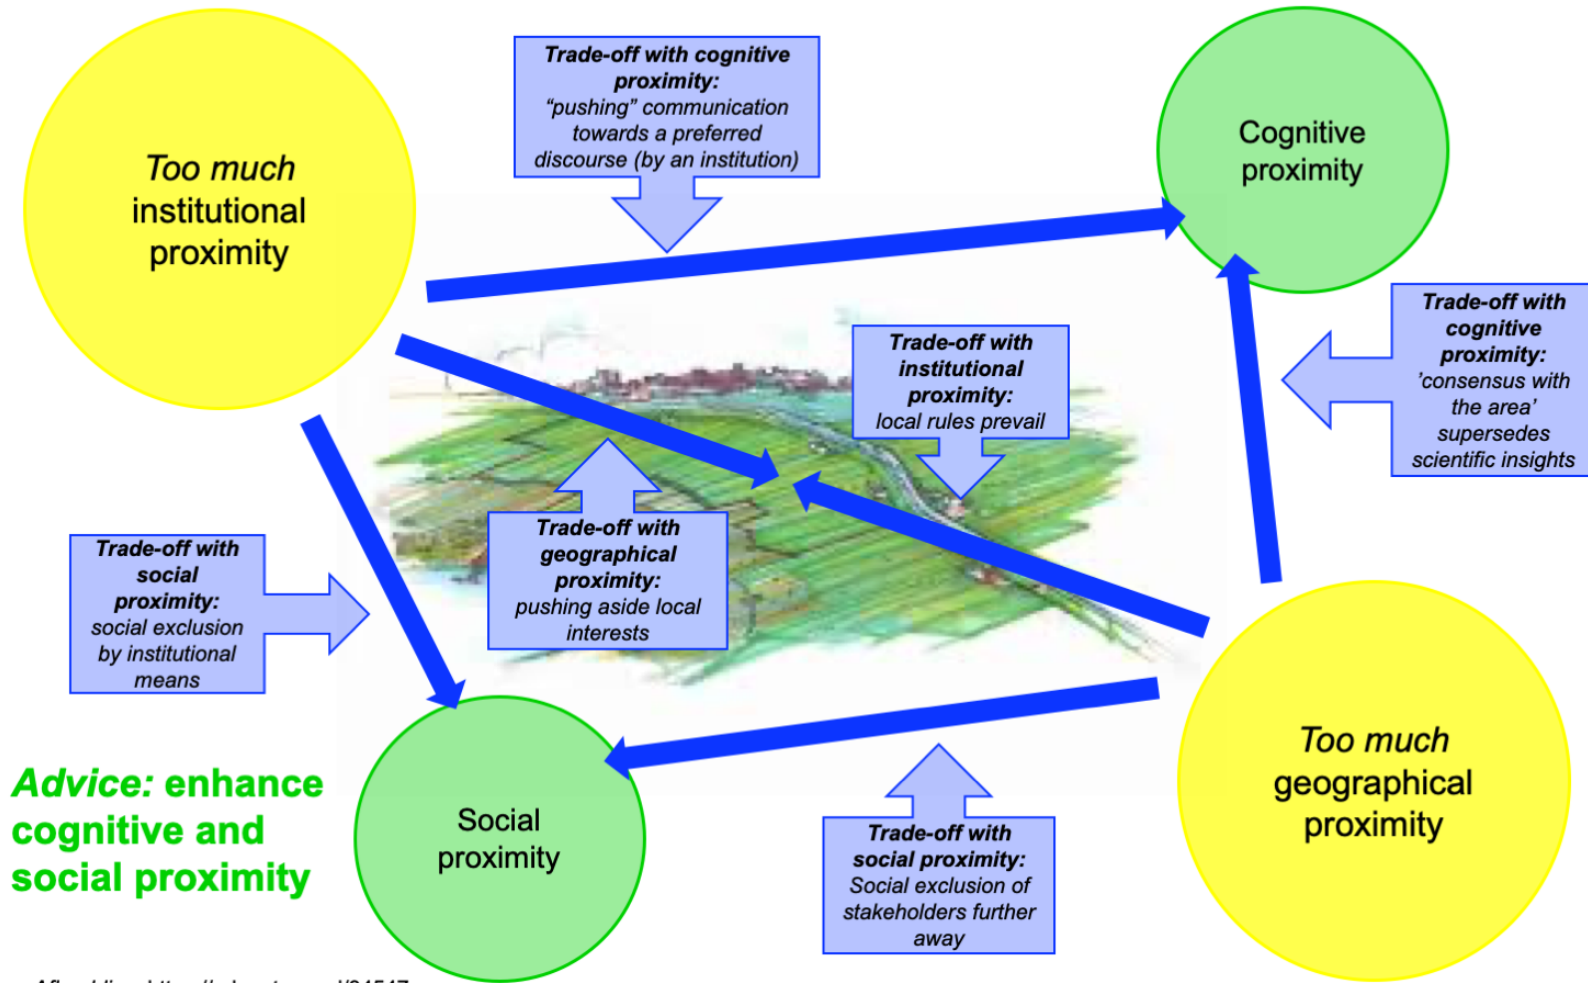 Too much
institutional
proximity
Trade-off with cognitive
proximity:
“pushing” communication
towards a preferred
discourse (by an institution)
Cognitive
proximity
Trade-off with
institutional
proximity:
local rules prevail
Trade-off with
cognitive
proximity:
’consensus with
the area’
supersedes
scientific insights
Trade-off with
geographical
proximity:
pushing aside local
interests
Trade-off with
social
proximity:
social exclusion
by institutional
means
Too much
geographical
proximity
Advice: enhance
cognitive and
social proximity
Social
proximity
Trade-off with
social proximity:
Social exclusion of
stakeholders further
away